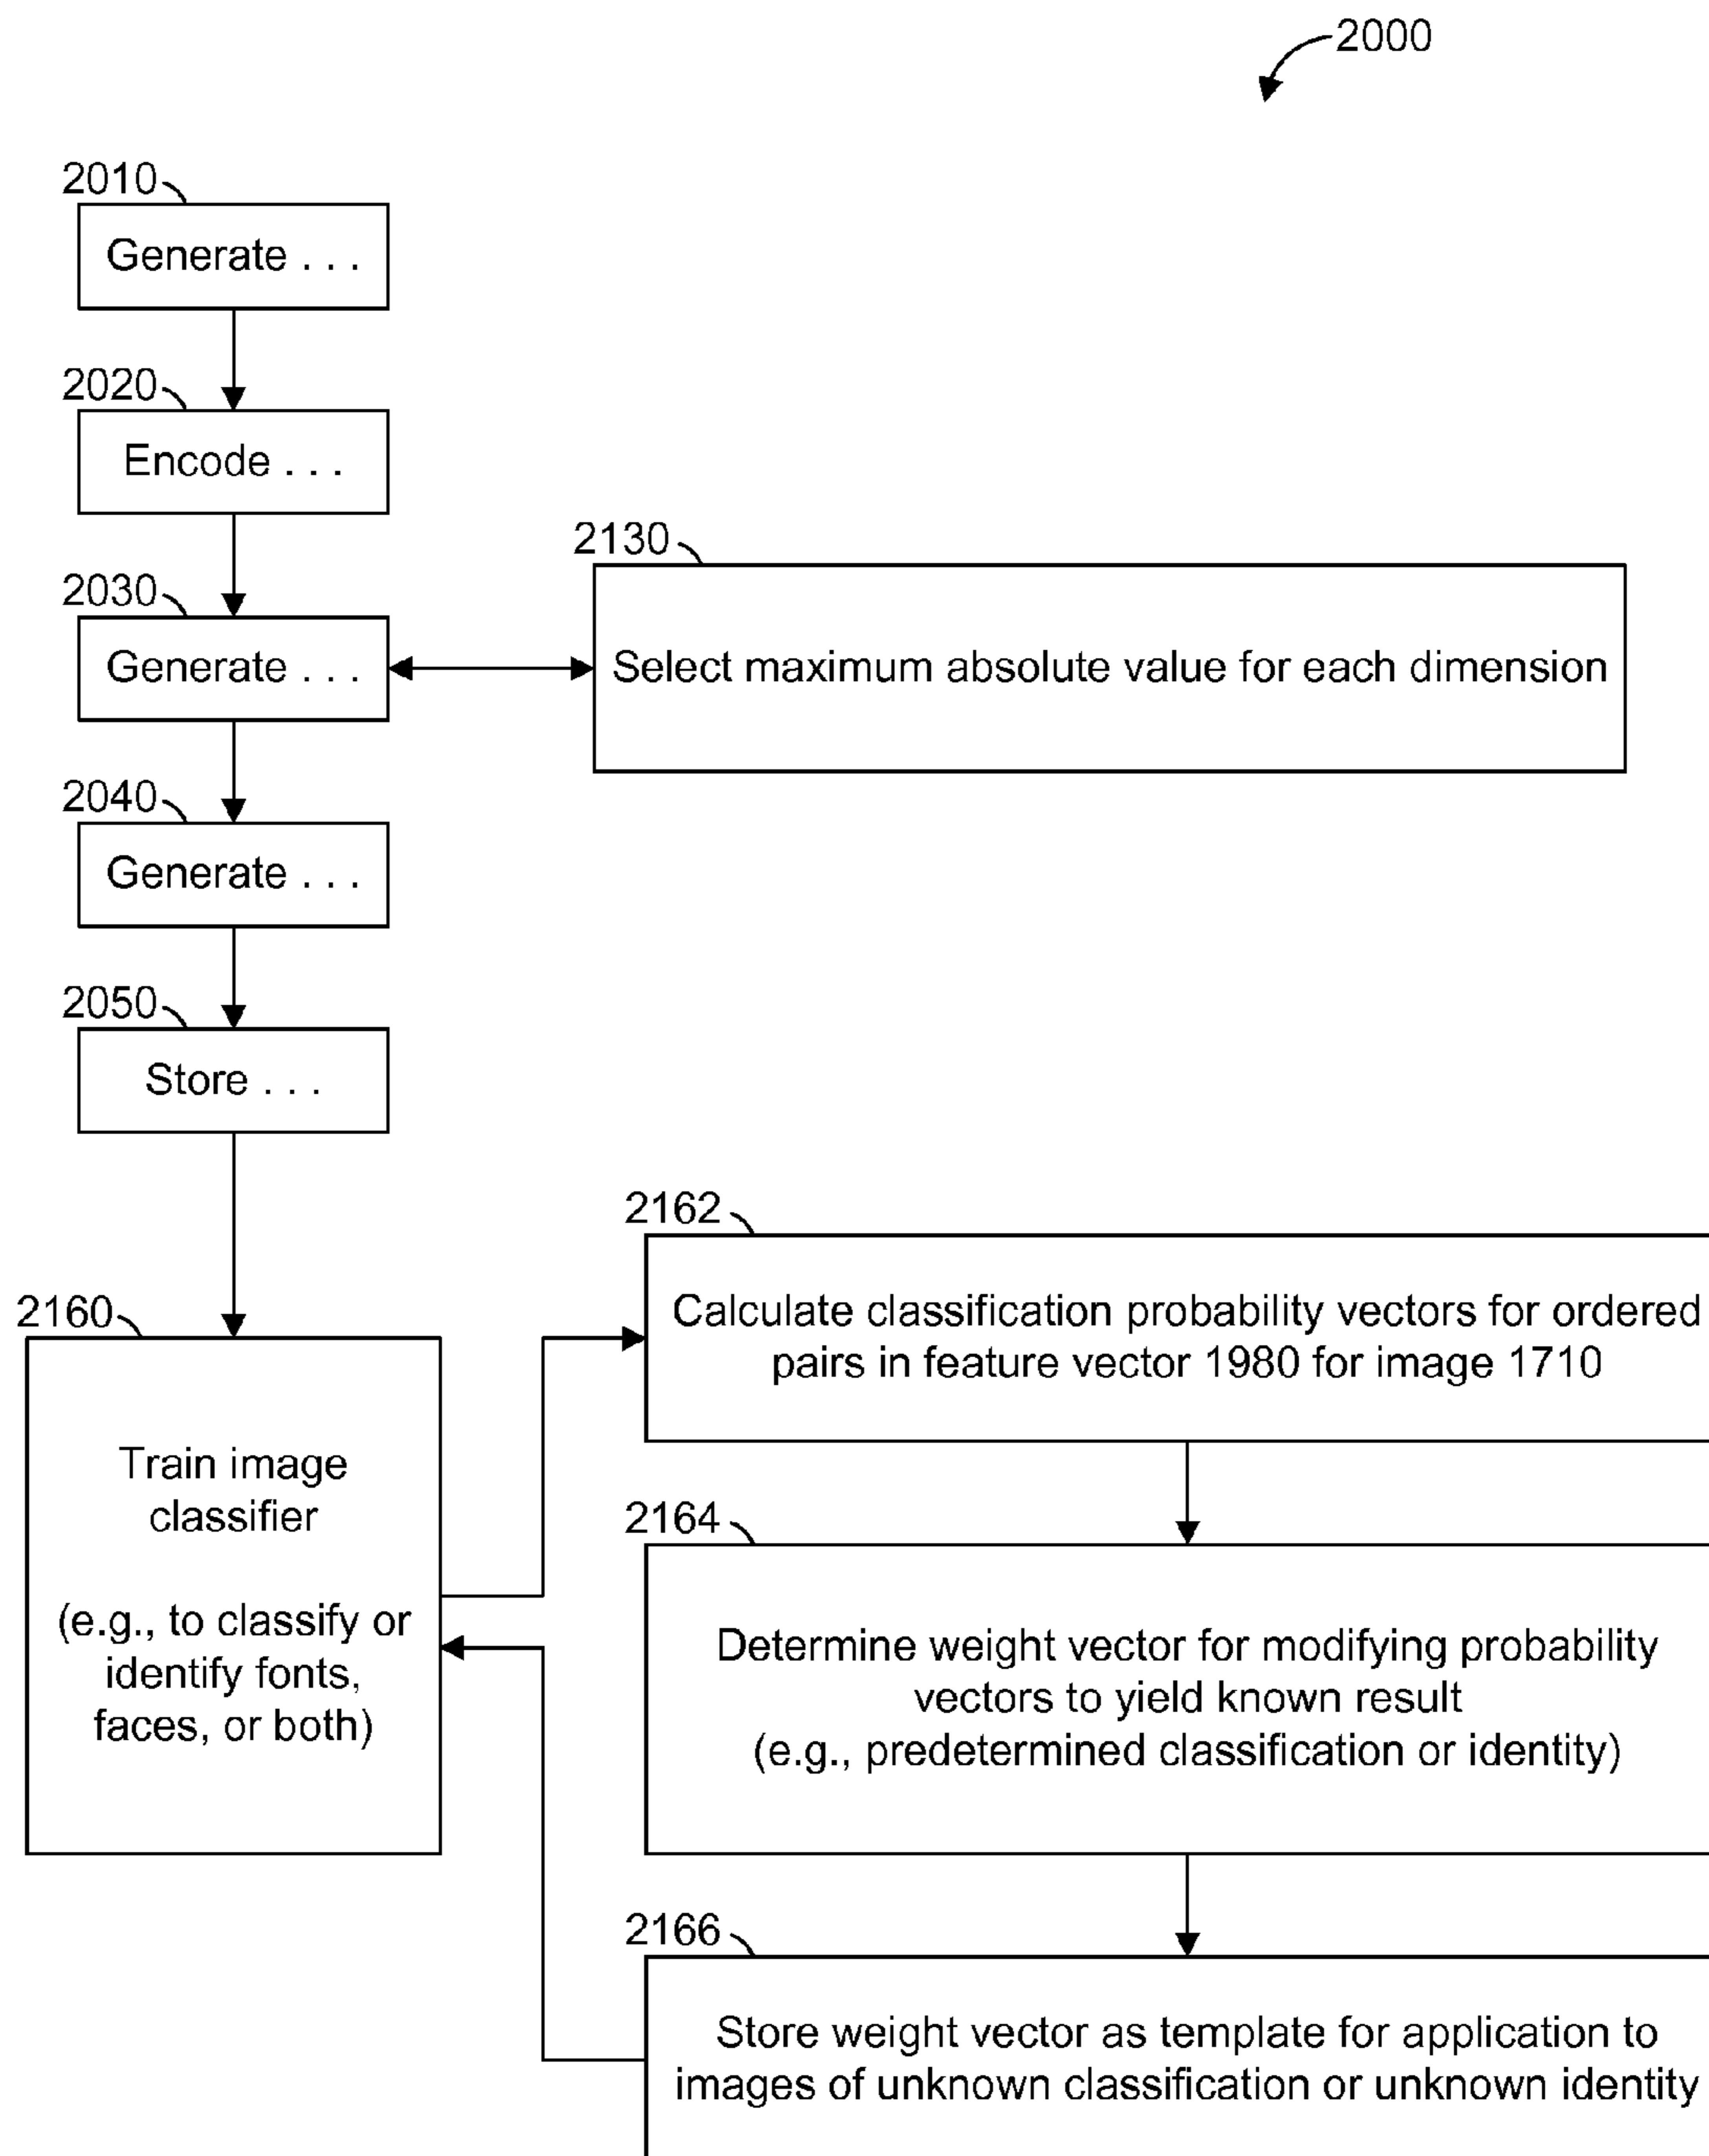 2000
2010
Generate . . .
2020
Encode . . .
2030
Generate . . .
2130
Select maximum absolute value for each dimension
2040
Generate . . .
2050
Store . . .
2160
Train image
classifier
(e.g., to classify or
identify fonts,
faces, or both)
2162
Calculate classification probability vectors for ordered
pairs in feature vector 1980 for image 1710
2164
Determine weight vector for modifying probability
vectors to yield known result
(e.g., predetermined classification or identity)
2166
Store weight vector as template for application to
images of unknown classification or unknown identity